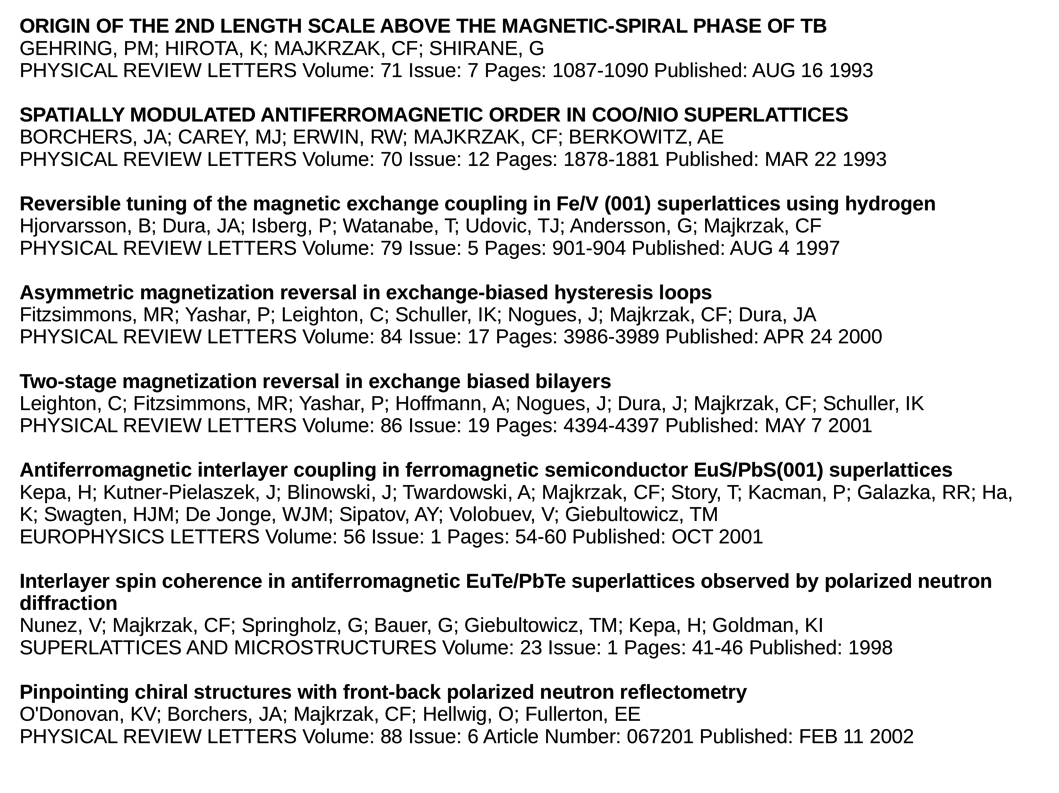 ORIGIN OF THE 2ND LENGTH SCALE ABOVE THE MAGNETIC-SPIRAL PHASE OF TB
GEHRING, PM; HIROTA, K; MAJKRZAK, CF; SHIRANE, G
PHYSICAL REVIEW LETTERS Volume: 71 Issue: 7 Pages: 1087-1090 Published: AUG 16 1993
SPATIALLY MODULATED ANTIFERROMAGNETIC ORDER IN COO/NIO SUPERLATTICES
BORCHERS, JA; CAREY, MJ; ERWIN, RW; MAJKRZAK, CF; BERKOWITZ, AE
PHYSICAL REVIEW LETTERS Volume: 70 Issue: 12 Pages: 1878-1881 Published: MAR 22 1993
Reversible tuning of the magnetic exchange coupling in Fe/V (001) superlattices using hydrogen
Hjorvarsson, B; Dura, JA; Isberg, P; Watanabe, T; Udovic, TJ; Andersson, G; Majkrzak, CF
PHYSICAL REVIEW LETTERS Volume: 79 Issue: 5 Pages: 901-904 Published: AUG 4 1997
Asymmetric magnetization reversal in exchange-biased hysteresis loops
Fitzsimmons, MR; Yashar, P; Leighton, C; Schuller, IK; Nogues, J; Majkrzak, CF; Dura, JA
PHYSICAL REVIEW LETTERS Volume: 84 Issue: 17 Pages: 3986-3989 Published: APR 24 2000
Two-stage magnetization reversal in exchange biased bilayers
Leighton, C; Fitzsimmons, MR; Yashar, P; Hoffmann, A; Nogues, J; Dura, J; Majkrzak, CF; Schuller, IK
PHYSICAL REVIEW LETTERS Volume: 86 Issue: 19 Pages: 4394-4397 Published: MAY 7 2001
Antiferromagnetic interlayer coupling in ferromagnetic semiconductor EuS/PbS(001) superlattices
Kepa, H; Kutner-Pielaszek, J; Blinowski, J; Twardowski, A; Majkrzak, CF; Story, T; Kacman, P; Galazka, RR; Ha,
K; Swagten, HJM; De Jonge, WJM; Sipatov, AY; Volobuev, V; Giebultowicz, TM
EUROPHYSICS LETTERS Volume: 56 Issue: 1 Pages: 54-60 Published: OCT 2001
Interlayer spin coherence in antiferromagnetic EuTe/PbTe superlattices observed by polarized neutron
diffraction
Nunez, V; Majkrzak, CF; Springholz, G; Bauer, G; Giebultowicz, TM; Kepa, H; Goldman, KI
SUPERLATTICES AND MICROSTRUCTURES Volume: 23 Issue: 1 Pages: 41-46 Published: 1998
Pinpointing chiral structures with front-back polarized neutron reflectometry
O'Donovan, KV; Borchers, JA; Majkrzak, CF; Hellwig, O; Fullerton, EE
PHYSICAL REVIEW LETTERS Volume: 88 Issue: 6 Article Number: 067201 Published: FEB 11 2002